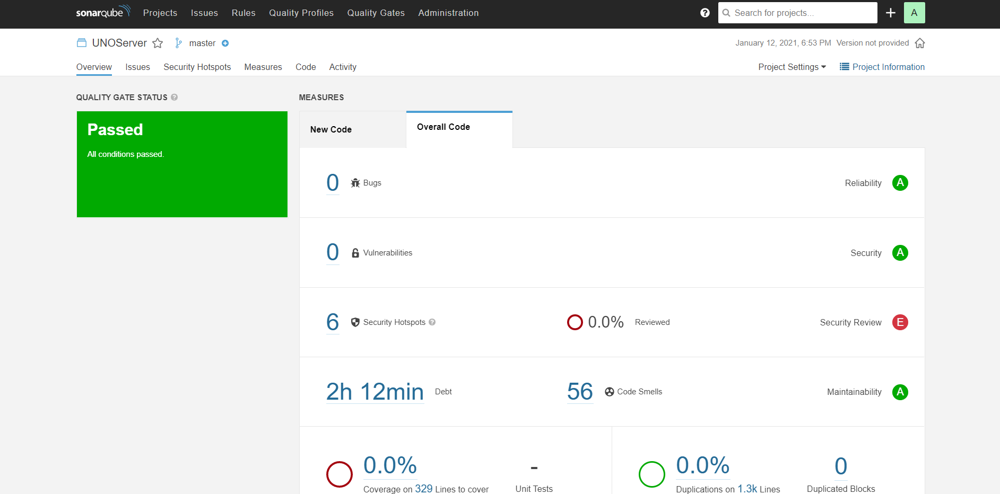 sonarqube Projects Issues Rules Quality Profiles Quality Gates Administration ? Search for projects... A
UNOServer master January 12, 2021, 6:53 PM Version not provided
Overview Issues Security Hotspots Measures Code Activity Project Settings Project Information
QUALITY GATE STATUS ? MEASURES
Passed
All conditions passed.
New Code Overall Code
0 Bugs Reliability A
0 Vulnerabilities Security A
6 Security Hotspots ? 0.0% Reviewed Security Review E
2h 12min Debt 56 Code Smells Maintainability A
0.0% - 0.0% 0
Coverage on 329 Lines to cover Unit Tests Duplications on 1.3k Lines Duplicated Blocks